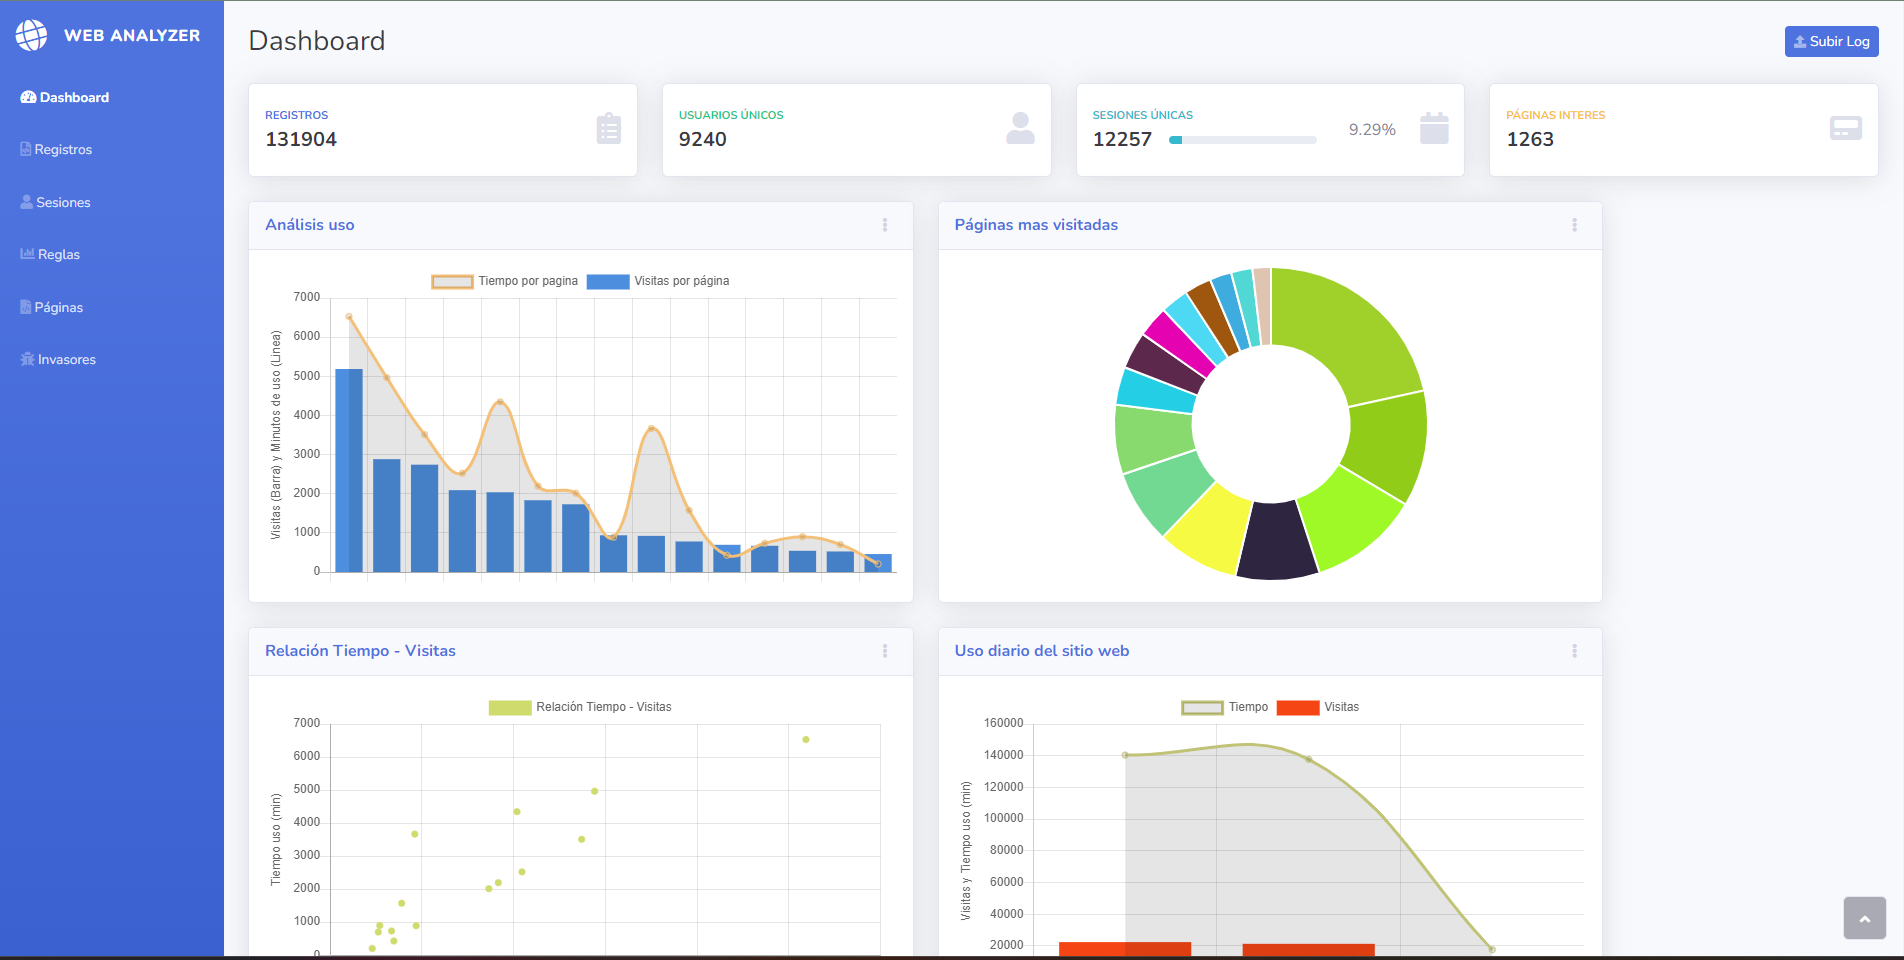 WEB ANALYZER
Dashboard
Registros
Sesiones
Reglas
Páginas
Invasores
Dashboard
Subir Log
REGISTROS
131904
USUARIOS ÚNICOS
9240
SESIONES ÚNICAS
12257
9.29%
PÁGINAS INTERES
1263
Análisis uso
Tiempo por pagina
Visitas por página
Visitas (Barra) y Minutos de uso (Linea)
7000
6000
5000
4000
3000
2000
1000
0
Páginas mas visitadas
Relación Tiempo - Visitas
Relación Tiempo - Visitas
Tiempo uso (min)
7000
6000
5000
4000
3000
2000
1000
0
Uso diario del sitio web
Tiempo
Visitas
Visitas y Tiempo uso (min)
160000
140000
120000
100000
80000
60000
40000
20000